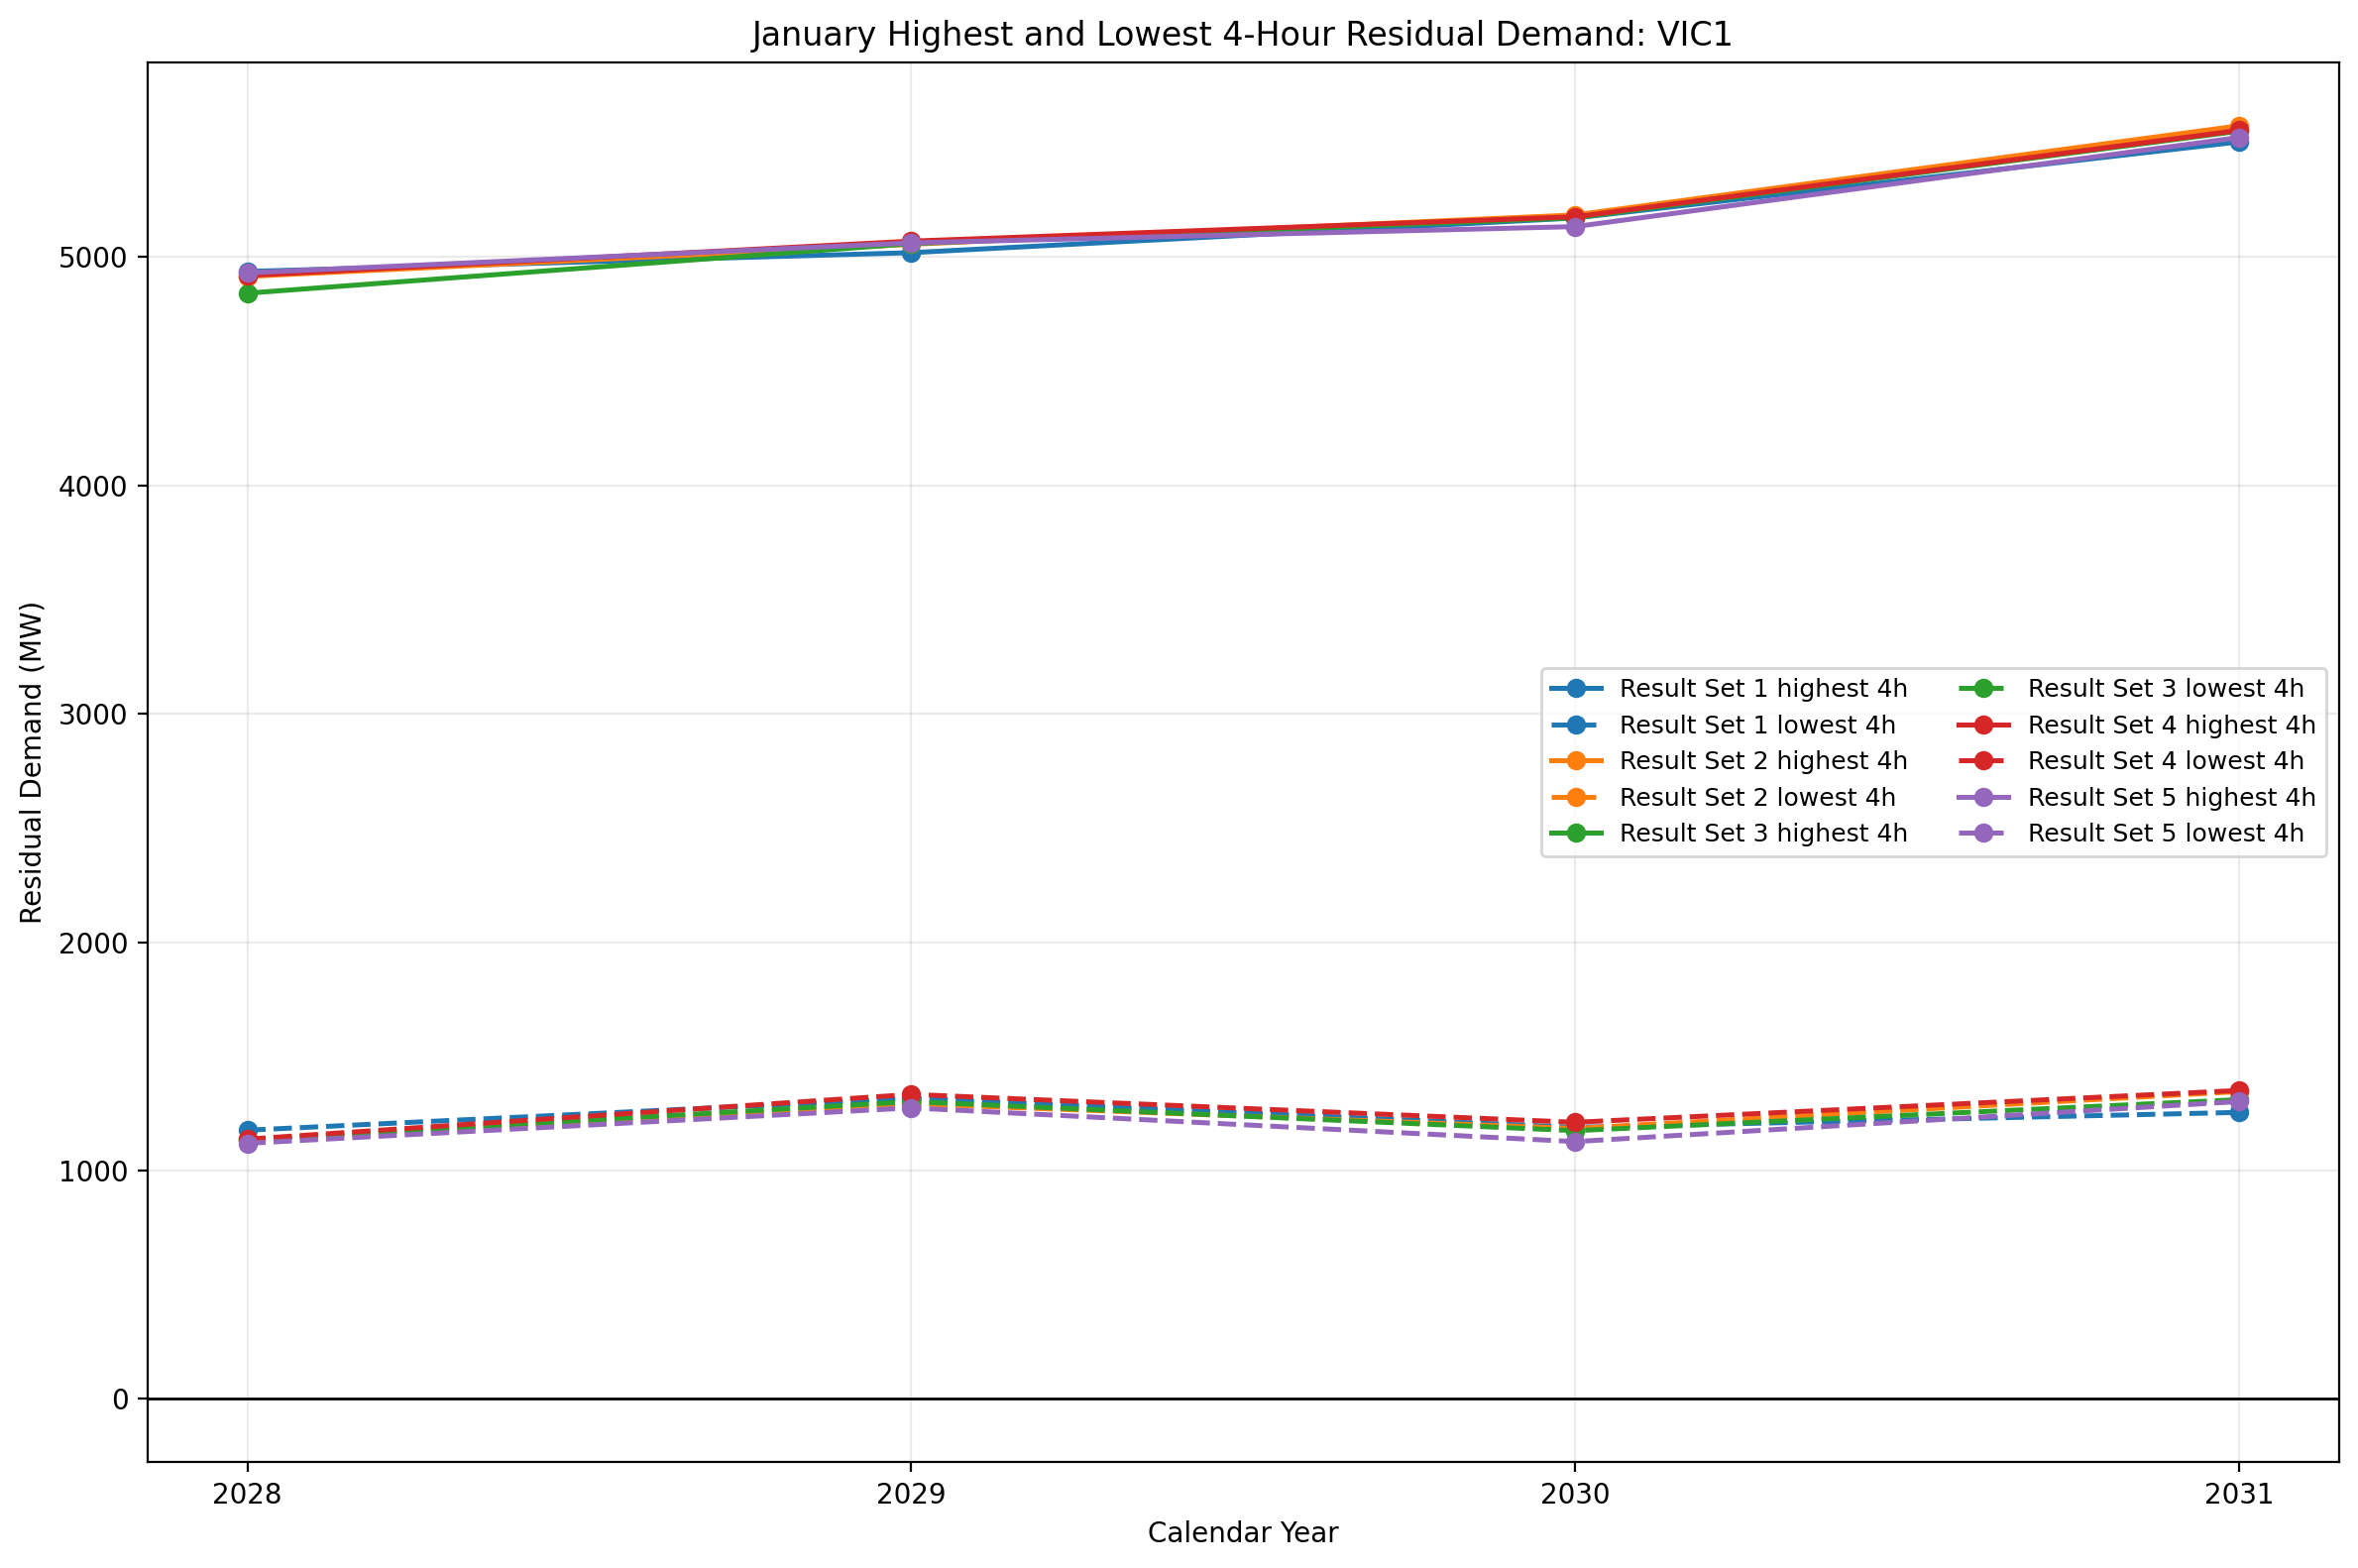 January Highest and Lowest 4-Hour Residual Demand: VIC1
Residual Demand (MW)
5000
4000
3000
2000
1000
0
Result Set 1 highest 4h
Result Set 1 lowest 4h
Result Set 2 highest 4h
Result Set 2 lowest 4h
Result Set 3 highest 4h
Result Set 3 lowest 4h
Result Set 4 highest 4h
Result Set 4 lowest 4h
Result Set 5 highest 4h
Result Set 5 lowest 4h
2028 2029 2030 2031
Calendar Year